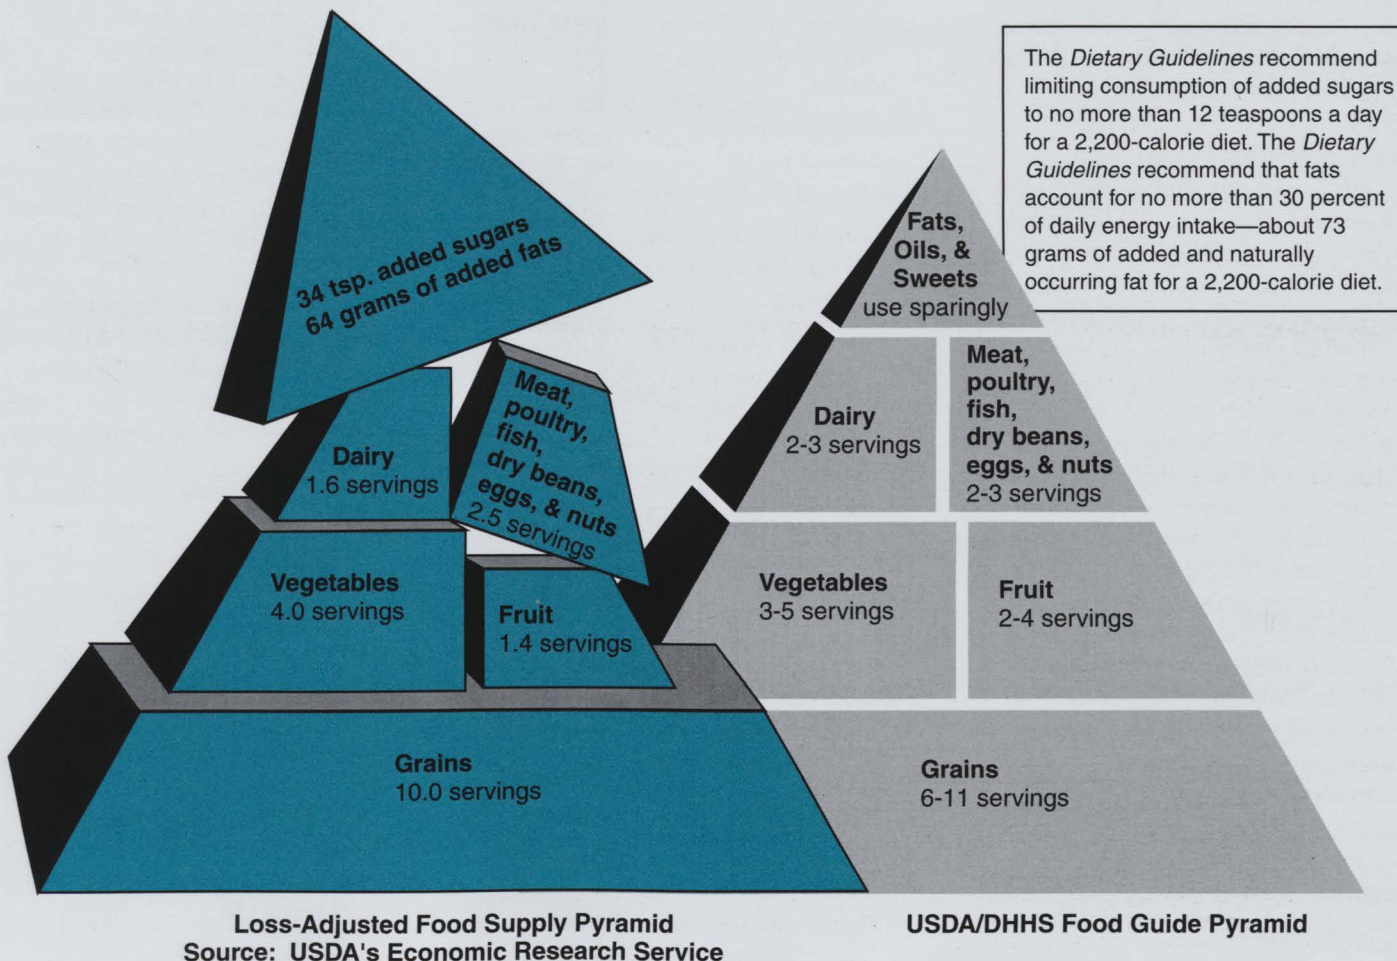 The Dietary Guidelines recommend
limiting consumption of added sugars
to no more than 12 teaspoons a day
for a 2,200-calorie diet. The Dietary
Guidelines recommend that fats
account for no more than 30 percent
of daily energy intake—about 73
grams of added and naturally
occurring fat for a 2,200-calorie diet.
34 tsp. added sugars
64 grams of added fats
Dairy
1.6 servings
Meat,
poultry,
fish,
dry beans,
eggs, & nuts
2.5 servings
Vegetables
4.0 servings
Fruit
1.4 servings
Grains
10.0 servings
Loss-Adjusted Food Supply Pyramid
Source: USDA's Economic Research Service
Fats,
Oils, &
Sweets
use sparingly
Dairy
2-3 servings
Meat,
poultry,
fish,
dry beans,
eggs, & nuts
2-3 servings
Vegetables
3-5 servings
Fruit
2-4 servings
Grains
6-11 servings
USDA/DHHS Food Guide Pyramid